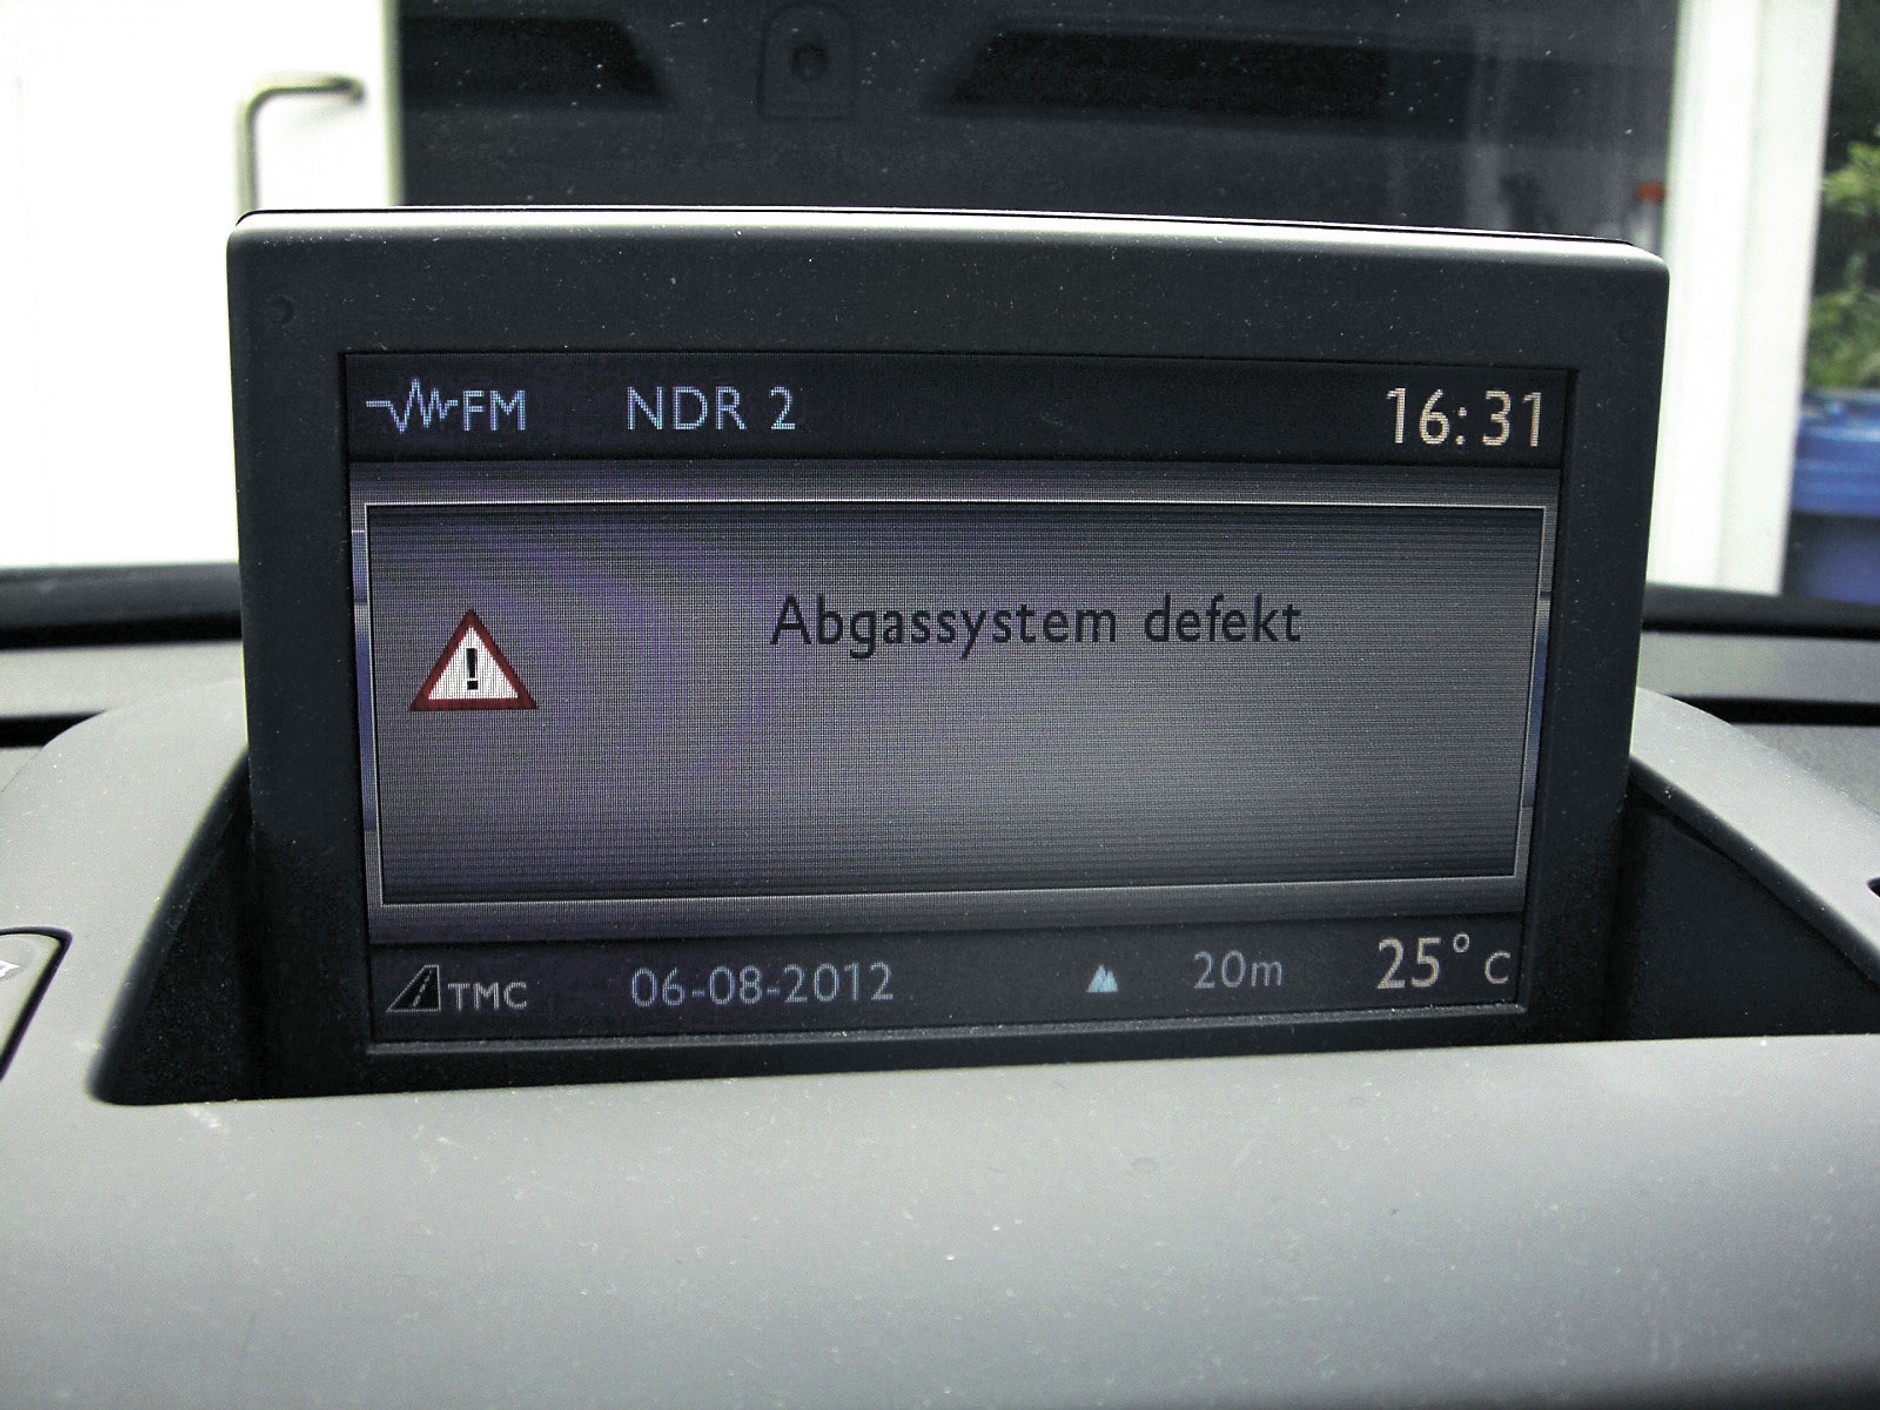 FM NDR 2 16:31
!
Abgassystem defekt
TMC 06-08-2012 20m 25° C